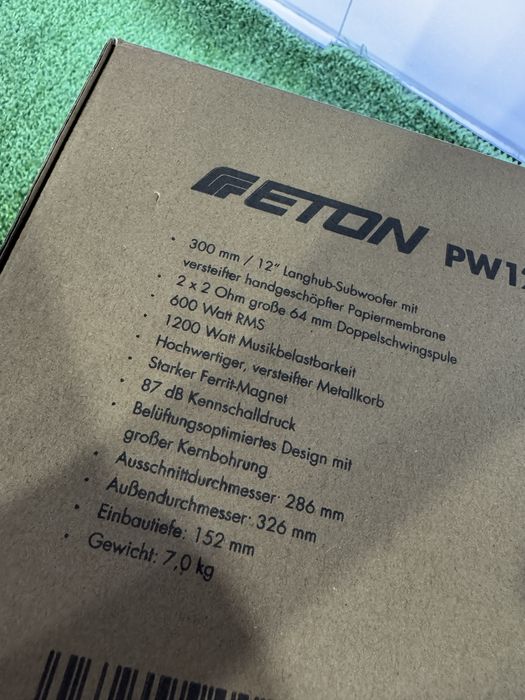 ETON PW12
• 300 mm / 12" Langhub-Subwoofer mit
versteifter handgeschöpfter Papiermembrane
• 2 x 2 Ohm große 64 mm Doppelschwingspule
• 600 Watt RMS
• 1200 Watt Musikbelastbarkeit
• Hochwertiger, versteifter Metallkorb
• Starker Ferrit-Magnet
• 87 dB Kennschalldruck
• Belüftungsoptimiertes Design mit
großer Kernbohrung
• Ausschnittdurchmesser: 286 mm
• Außendurchmesser: 326 mm
• Einbautiefe: 152 mm
• Gewicht: 7,0 kg